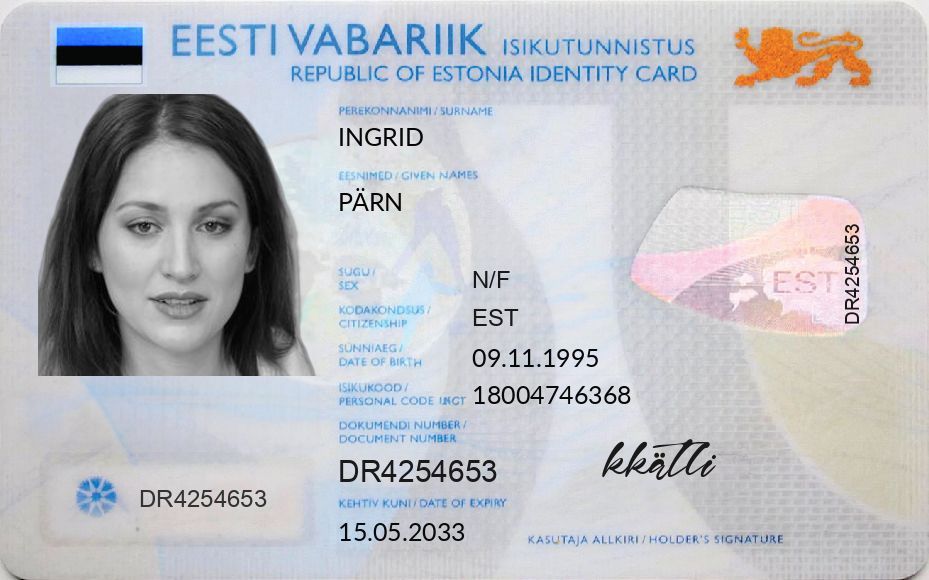 EESTI VABARIIK ISIKUTUNNISTUS
REPUBLIC OF ESTONIA IDENTITY CARD
PEREKONNANIMI / SURNAME
INGRID
EESNIMED / GIVEN NAMES
PÄRN
SUGU /
SEX
N/F
KODAKONDSUS /
CITIZENSHIP
EST
SÜNNIAEG /
DATE OF BIRTH
09.11.1995
ISIKUKOOD /
PERSONAL CODE
18004746368
DOKUMENDI NUMBER /
DOCUMENT NUMBER
DR4254653
KEHTIV KUNI / DATE OF EXPIRY
15.05.2033
DR4254653
EST
DR4254653
kkätli
KASUTAJA ALLKIRI / HOLDER'S SIGNATURE